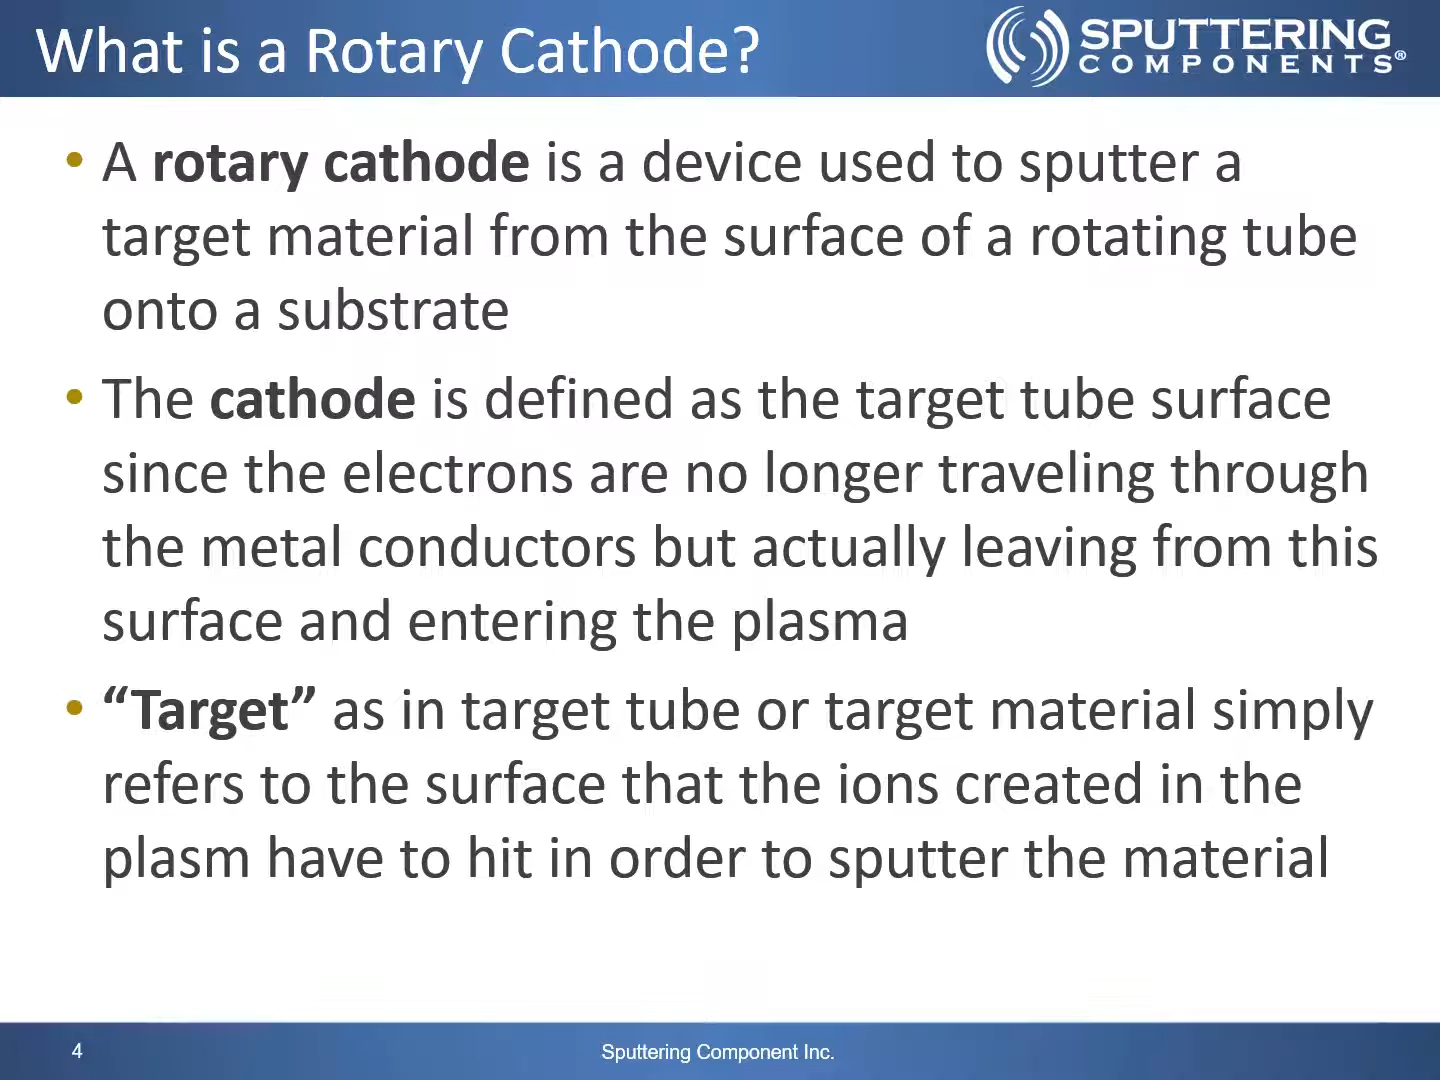 What is a Rotary Cathode?
SPUTTERING
COMPONENTS®
• A rotary cathode is a device used to sputter a
target material from the surface of a rotating tube
onto a substrate
• The cathode is defined as the target tube surface
since the electrons are no longer traveling through
the metal conductors but actually leaving from this
surface and entering the plasma
• “Target” as in target tube or target material simply
refers to the surface that the ions created in the
plasm have to hit in order to sputter the material
4
Sputtering Component Inc.